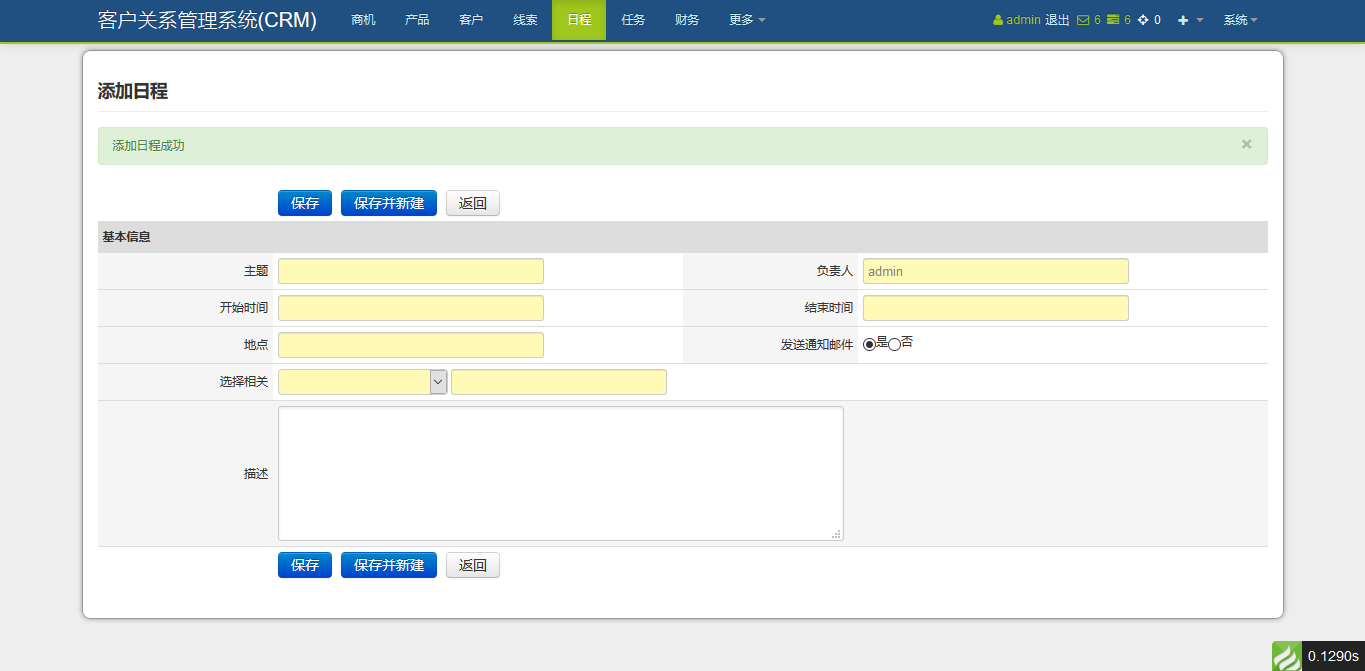 客户关系管理系统(CRM) 商机 产品 客户 线索 日程 任务 财务 更多 admin 退出 6 6 0 系统
添加日程
添加日程成功 ×
保存 保存并新建 返回
基本信息
主题 负责人 admin
开始时间 结束时间
地点 发送通知邮件 是 否
选择相关
描述
保存 保存并新建 返回
0.1290s